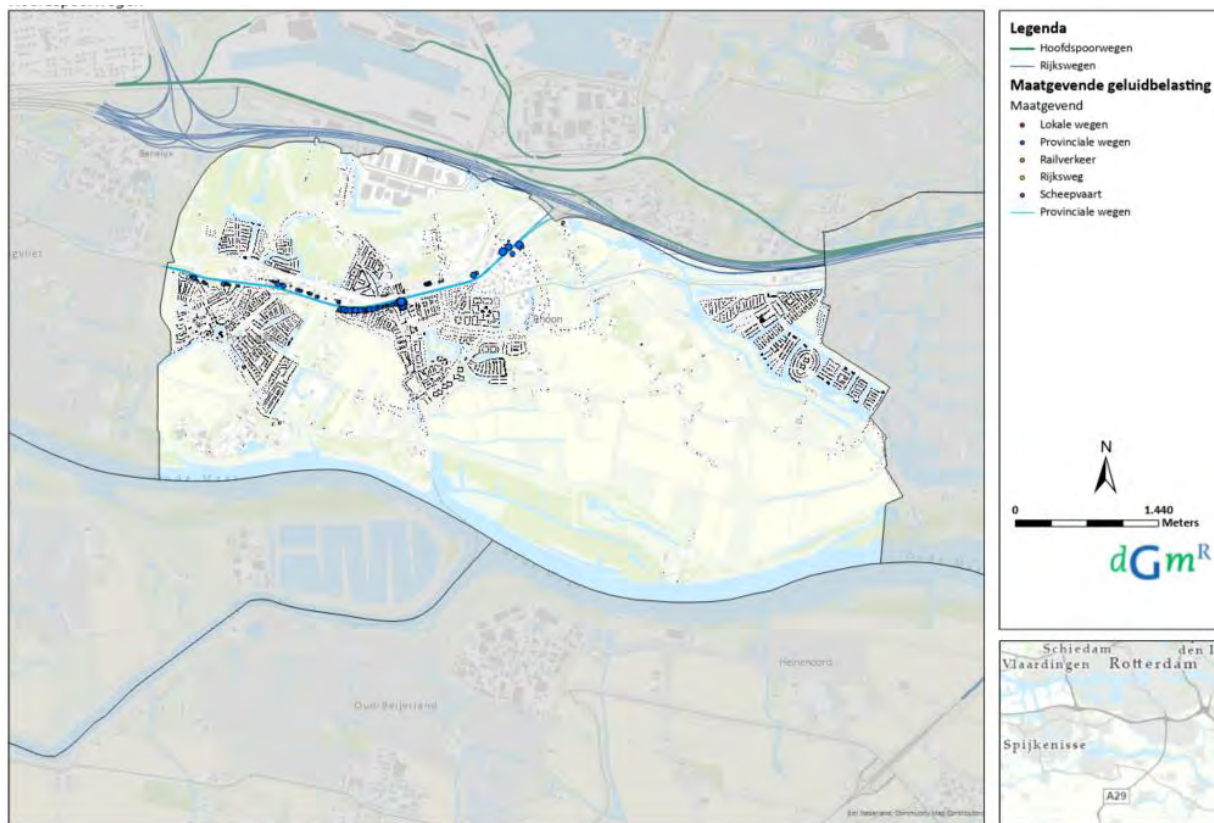 Legenda
Hoofdspoorwegen
Rijkswegen
Maatgevende geluidbelasting
Maatgevend
Lokale wegen
Provinciale wegen
Railverkeer
Rijksweg
Scheepvaart
Provinciale wegen
N
0 1.440
Meters
dGmR
Rhoon
Heinenoord
Oud-Beijerland
Schiedam
Vlaardingen Rotterdam
Spijkenisse
A29